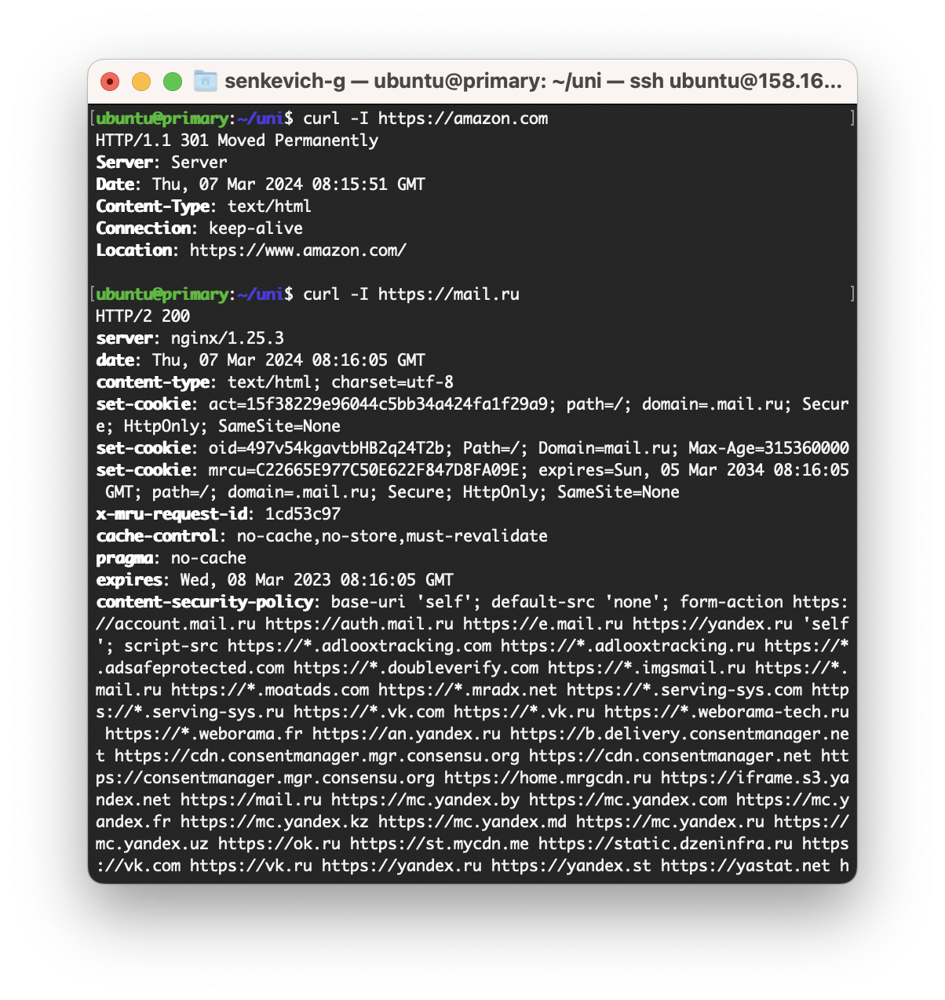 senkevich-g — ubuntu@primary: ~/uni — ssh ubuntu@158.16...
[ubuntu@primary:~/uni$ curl -I https://amazon.com ]
HTTP/1.1 301 Moved Permanently
Server: Server
Date: Thu, 07 Mar 2024 08:15:51 GMT
Content-Type: text/html
Connection: keep-alive
Location: https://www.amazon.com/
[ubuntu@primary:~/uni$ curl -I https://mail.ru ]
HTTP/2 200
server: nginx/1.25.3
date: Thu, 07 Mar 2024 08:16:05 GMT
content-type: text/html; charset=utf-8
set-cookie: act=15f38229e96044c5bb34a424fa1f29a9; path=/; domain=.mail.ru; Secur
e; HttpOnly; SameSite=None
set-cookie: oid=497v54kgavtbHB2q24T2b; Path=/; Domain=mail.ru; Max-Age=315360000
set-cookie: mrcu=C22665E977C50E622F847D8FA09E; expires=Sun, 05 Mar 2034 08:16:05
 GMT; path=/; domain=.mail.ru; Secure; HttpOnly; SameSite=None
x-mru-request-id: 1cd53c97
cache-control: no-cache,no-store,must-revalidate
pragma: no-cache
expires: Wed, 08 Mar 2023 08:16:05 GMT
content-security-policy: base-uri 'self'; default-src 'none'; form-action https:
//account.mail.ru https://auth.mail.ru https://e.mail.ru https://yandex.ru 'self
'; script-src https://*.adlooxtracking.com https://*.adlooxtracking.ru https://*
.adsafeprotected.com https://*.doubleverify.com https://*.imgsmail.ru https://*.
mail.ru https://*.moatads.com https://*.mradx.net https://*.serving-sys.com http
s://*.serving-sys.ru https://*.vk.com https://*.vk.ru https://*.weborama-tech.ru
 https://*.weborama.fr https://an.yandex.ru https://b.delivery.consentmanager.ne
t https://cdn.consentmanager.mgr.consensu.org https://cdn.consentmanager.net htt
ps://consentmanager.mgr.consensu.org https://home.mrgcdn.ru https://iframe.s3.ya
ndex.net https://mail.ru https://mc.yandex.by https://mc.yandex.com https://mc.y
andex.fr https://mc.yandex.kz https://mc.yandex.md https://mc.yandex.ru https://
mc.yandex.uz https://ok.ru https://st.mycdn.me https://static.dzeninfra.ru https
://vk.com https://vk.ru https://yandex.ru https://yandex.st https://yastat.net h